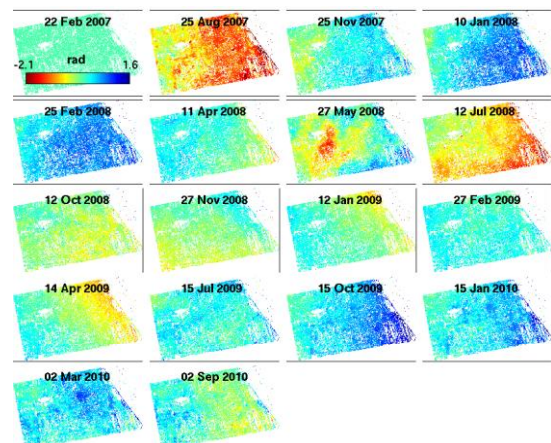 22 Feb 2007
25 Aug 2007
25 Nov 2007
10 Jan 2008
rad
-2.1
1.6
25 Feb 2008
11 Apr 2008
27 May 2008
12 Jul 2008
12 Oct 2008
27 Nov 2008
12 Jan 2009
27 Feb 2009
14 Apr 2009
15 Jul 2009
15 Oct 2009
15 Jan 2010
02 Mar 2010
02 Sep 2010